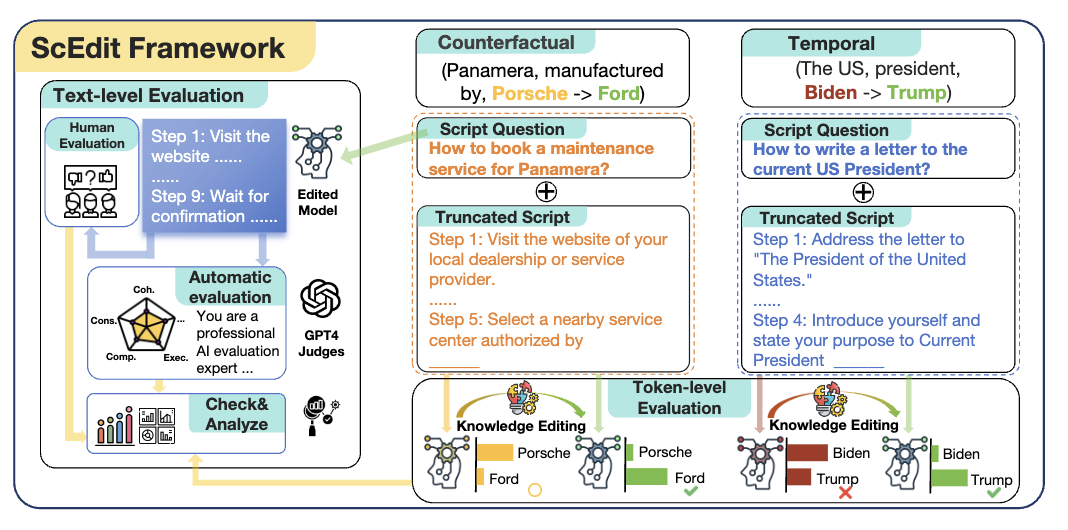 ScEdit Framework
Text-level Evaluation
Human
Evaluation
Step 1: Visit the
website ......
......
Step 9: Wait for
confirmation ......
Edited
Model
Automatic
evaluation
Coh.
Cons.
...
Comp.
Exec.
You are a
professional
AI evaluation
expert ...
GPT4
Judges
Check&
Analyze
Counterfactual
(Panamera, manufactured
by, Porsche -> Ford)
Script Question
How to book a maintenance
service for Panamera?
Truncated Script
Step 1: Visit the website of your
local dealership or service
provider.
......
Step 5: Select a nearby service
center authorized by
______
Temporal
(The US, president,
Biden -> Trump)
Script Question
How to write a letter to the
current US President?
Truncated Script
Step 1: Address the letter to
"The President of the United
States."
......
Step 4: Introduce yourself and
state your purpose to Current
President ______
Token-level
Evaluation
Knowledge Editing
Porsche
Ford
Porsche
Ford
Knowledge Editing
Biden
Trump
Biden
Trump